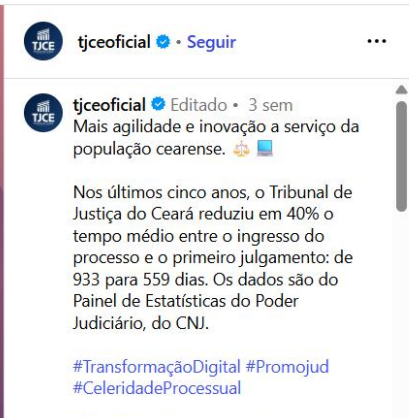 TJCE
tjceoficial • Seguir
TJCE
tjceoficial Editado • 3 sem
Mais agilidade e inovação a serviço da
população cearense. ⚖️ 💻
Nos últimos cinco anos, o Tribunal de
Justiça do Ceará reduziu em 40% o
tempo médio entre o ingresso do
processo e o primeiro julgamento: de
933 para 559 dias. Os dados são do
Painel de Estatísticas do Poder
Judiciário, do CNJ.
#TransformaçãoDigital #Promojud
#CeleridadeProcessual